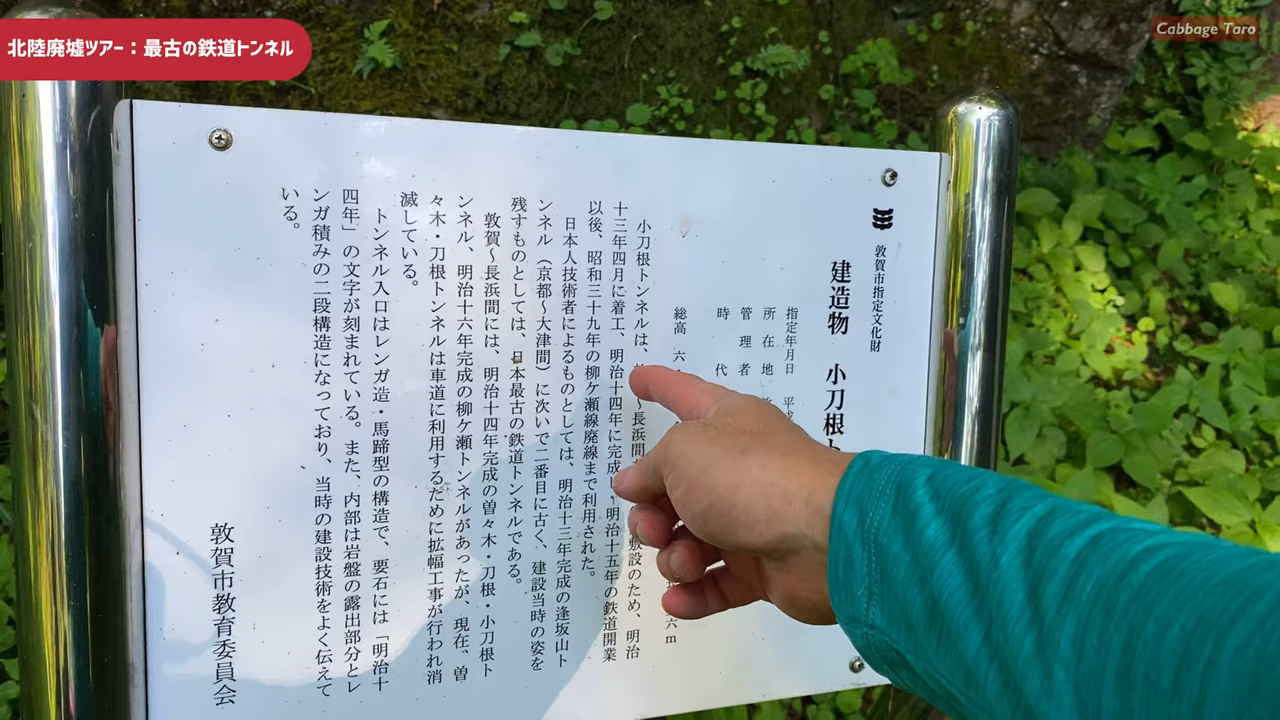 北陸廃墟ツアー：最古の鉄道トンネル
Cabbage Taro
敦賀市指定文化財
建造物 小刀根ト
指定年月日 平成
所在地
管理者
時代
総高 六
六m
小刀根トンネルは、
～長浜間
敷設のため、明治
十三年四月に着工、明治十四年に完成し、明治十五年の鉄道開業
以後、昭和三十九年の柳ケ瀬線廃線まで利用された。
日本人技術者によるものとしては、明治十三年完成の逢坂山ト
ンネル（京都～大津間）に次いで二番目に古く、建設当時の姿を
残すものとしては、日本最古の鉄道トンネルである。
敦賀～長浜間には、明治十四年完成の曽々木・刀根・小刀根ト
ンネル、明治十六年完成の柳ケ瀬トンネルがあったが、現在、曽
々木・刀根トンネルは車道に利用するために拡幅工事が行われ消
滅している。
トンネル入口はレンガ造・馬蹄型の構造で、要石には「明治十
四年」の文字が刻まれている。また、内部は岩盤の露出部分とレ
ンガ積みの二段構造になっており、当時の建設技術をよく伝えて
いる。
敦賀市教育委員会